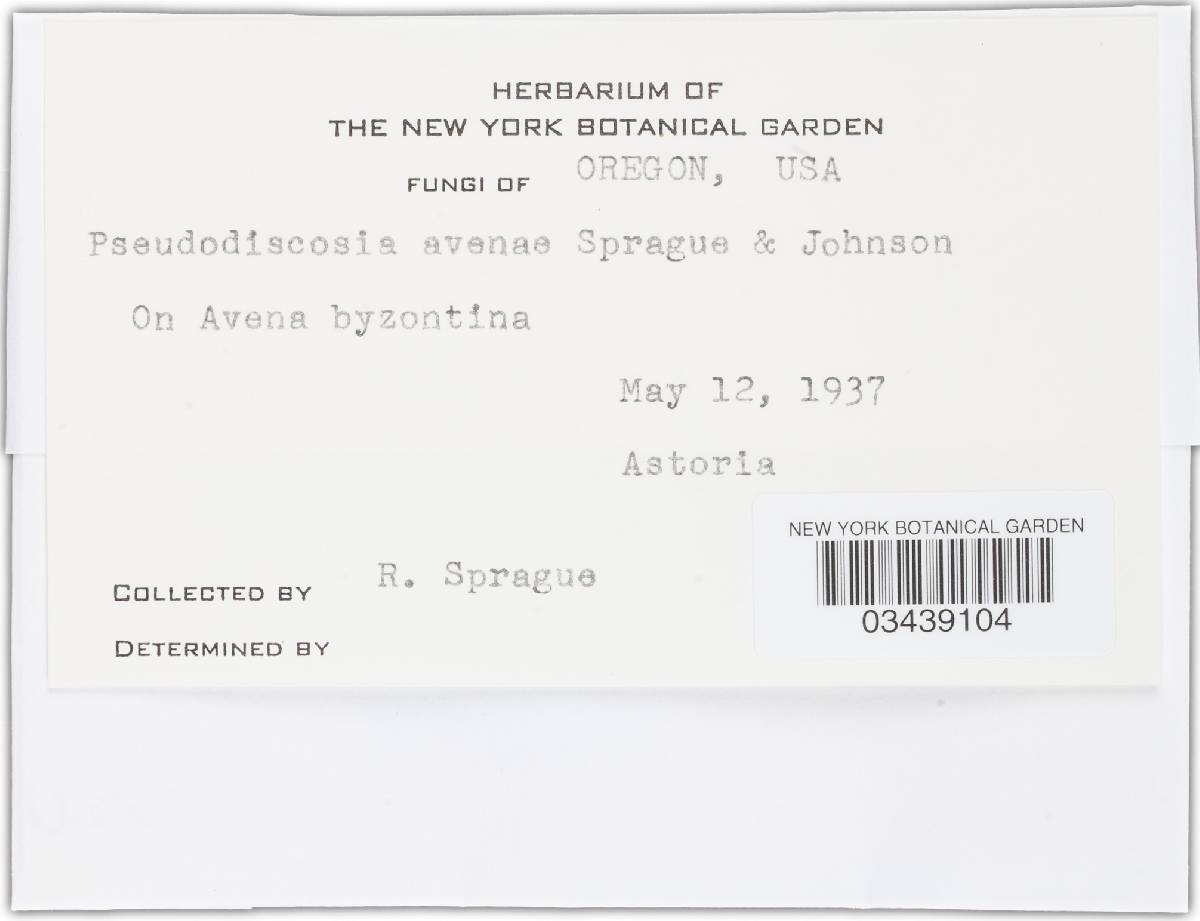 HERBARIUM OF
THE NEW YORK BOTANICAL GARDEN
FUNGI OF OREGON, USA
Pseudodiscosia avenae Sprague & Johnson
On Avena byzontina
May 12, 1937
Astoria
NEW YORK BOTANICAL GARDEN
03439104
COLLECTED BY R. Sprague
DETERMINED BY